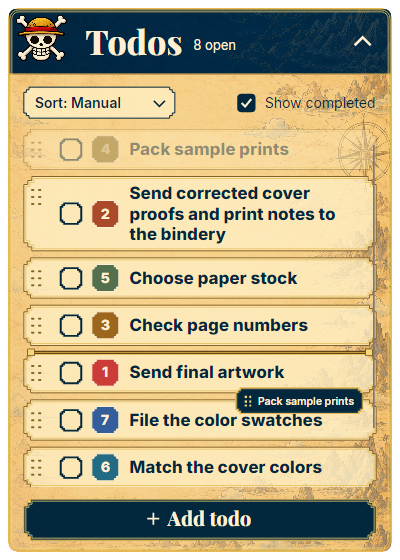 Todos 8 open
Sort: Manual
Show completed
4 Pack sample prints
2 Send corrected cover
proofs and print notes to
the bindery
5 Choose paper stock
3 Check page numbers
1 Send final artwork
Pack sample prints
7 File the color swatches
6 Match the cover colors
+ Add todo